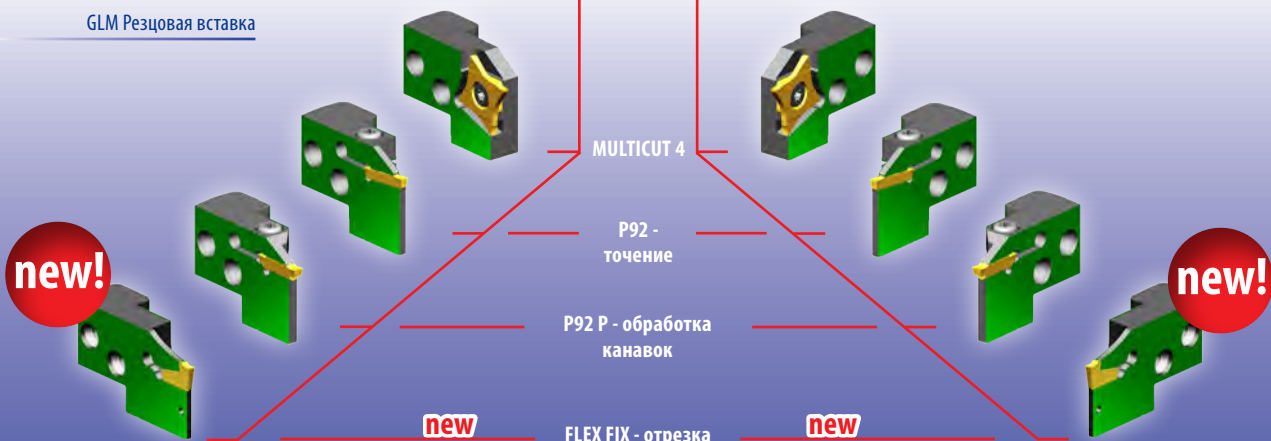 GLM Резцовая вставка
MULTICUT 4
P92 -
точение
new!
new!
P92 P - обработка
канавок
new
FLEX FIX - отрезка
new